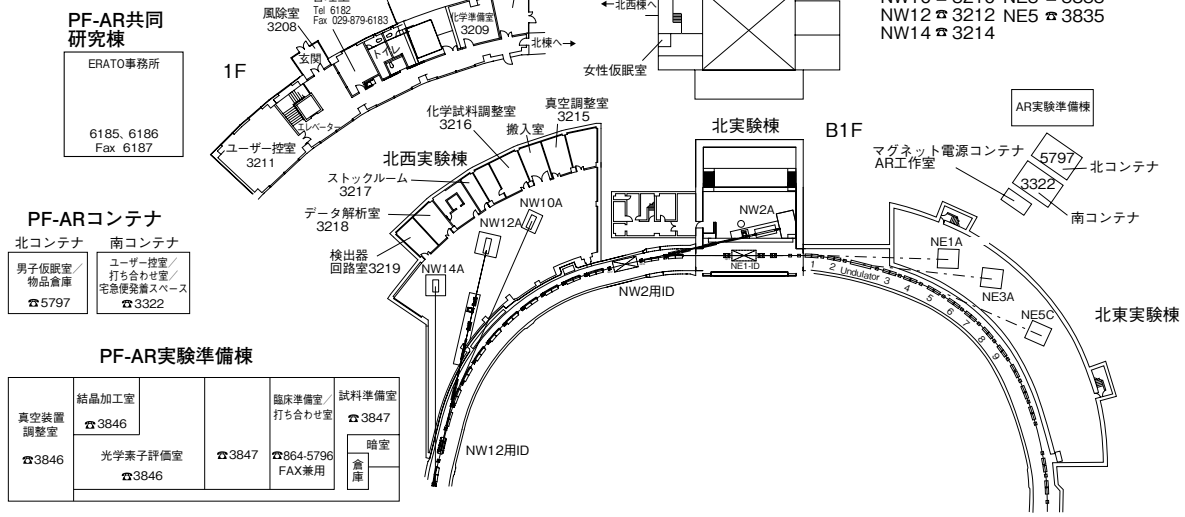 PF-AR共同
研究棟
ERATO事務所
6185、6186
Fax 6187
1F
風除室
3208
Tel 6182
Fax 029-879-6183
玄関
トイレ
化学準備室
3209
北棟へ→
エレベーター
ユーザー控室
3211
←北西棟へ
女性仮眠室
NW12 ☎ 3212 NE5 ☎ 3835
NW14 ☎ 3214
B1F
北実験棟
北西実験棟
化学試料調整室
3216
搬入室
真空調整室
3215
ストックルーム
3217
データ解析室
3218
検出器
回路室3219
NW14A
NW12A
NW10A
NW2A
NE1-ID
NW2用ID
NW12用ID
1 2 Undulator 3 4 5 6 7 8 9
NE1A
NE3A
NE5C
北東実験棟
AR実験準備棟
マグネット電源コンテナ
AR工作室
5797
3322
北コンテナ
南コンテナ
PF-ARコンテナ
北コンテナ
男子仮眠室/
物品倉庫
☎5797
南コンテナ
ユーザー控室/
打ち合わせ室/
宅急便発着スペース
☎3322
PF-AR実験準備棟
真空装置
調整室
☎3846
結晶加工室
☎3846
光学素子評価室
☎3846
☎3847
臨床準備室/
打ち合わせ室
☎864-5796
FAX兼用
試料準備室
☎3847
暗室
倉庫